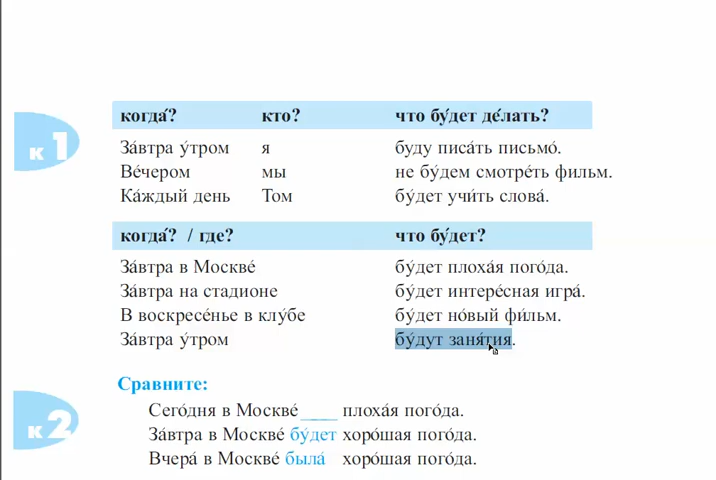 к 1
когда́? кто? что бу́дет де́лать?
За́втра у́тром я буду писа́ть письмо́.
Ве́чером мы не бу́дем смотре́ть фильм.
Ка́ждый день Том бу́дет учи́ть слова́.
когда́? / где? что бу́дет?
За́втра в Москве́ бу́дет плоха́я пого́да.
За́втра на стадионе бу́дет интере́сная игра́.
В воскресе́нье в клу́бе бу́дет но́вый фи́льм.
За́втра у́тром бу́дут заня́тия.
к 2
Сравните:
Сего́дня в Москве́ ____ плоха́я пого́да.
За́втра в Москве́ бу́дет хоро́шая пого́да.
Вчера́ в Москве́ была́ хоро́шая пого́да.